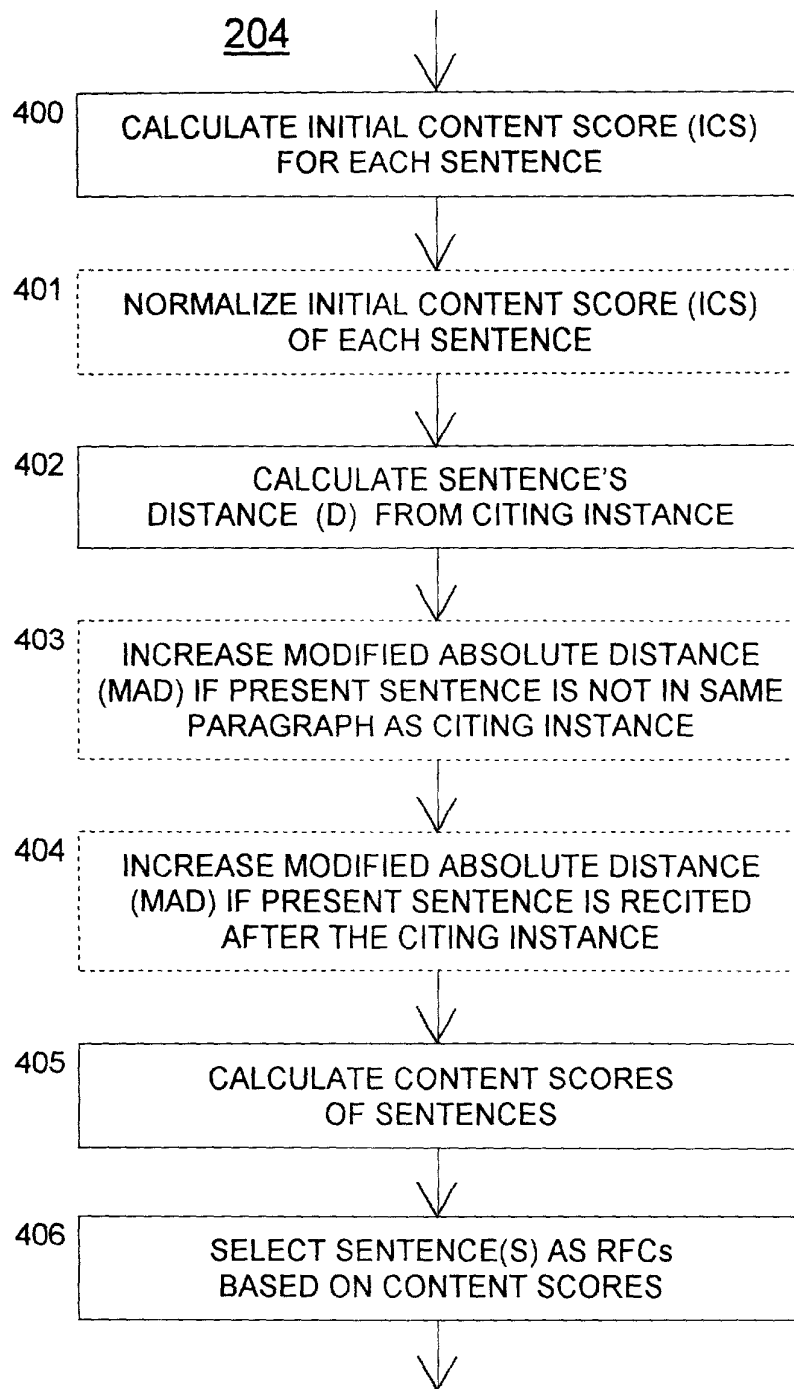 204
400
CALCULATE INITIAL CONTENT SCORE (ICS)
FOR EACH SENTENCE
401
NORMALIZE INITIAL CONTENT SCORE (ICS)
OF EACH SENTENCE
402
CALCULATE SENTENCE'S
DISTANCE (D) FROM CITING INSTANCE
403
INCREASE MODIFIED ABSOLUTE DISTANCE
(MAD) IF PRESENT SENTENCE IS NOT IN SAME
PARAGRAPH AS CITING INSTANCE
404
INCREASE MODIFIED ABSOLUTE DISTANCE
(MAD) IF PRESENT SENTENCE IS RECITED
AFTER THE CITING INSTANCE
405
CALCULATE CONTENT SCORES
OF SENTENCES
406
SELECT SENTENCE(S) AS RFCs
BASED ON CONTENT SCORES